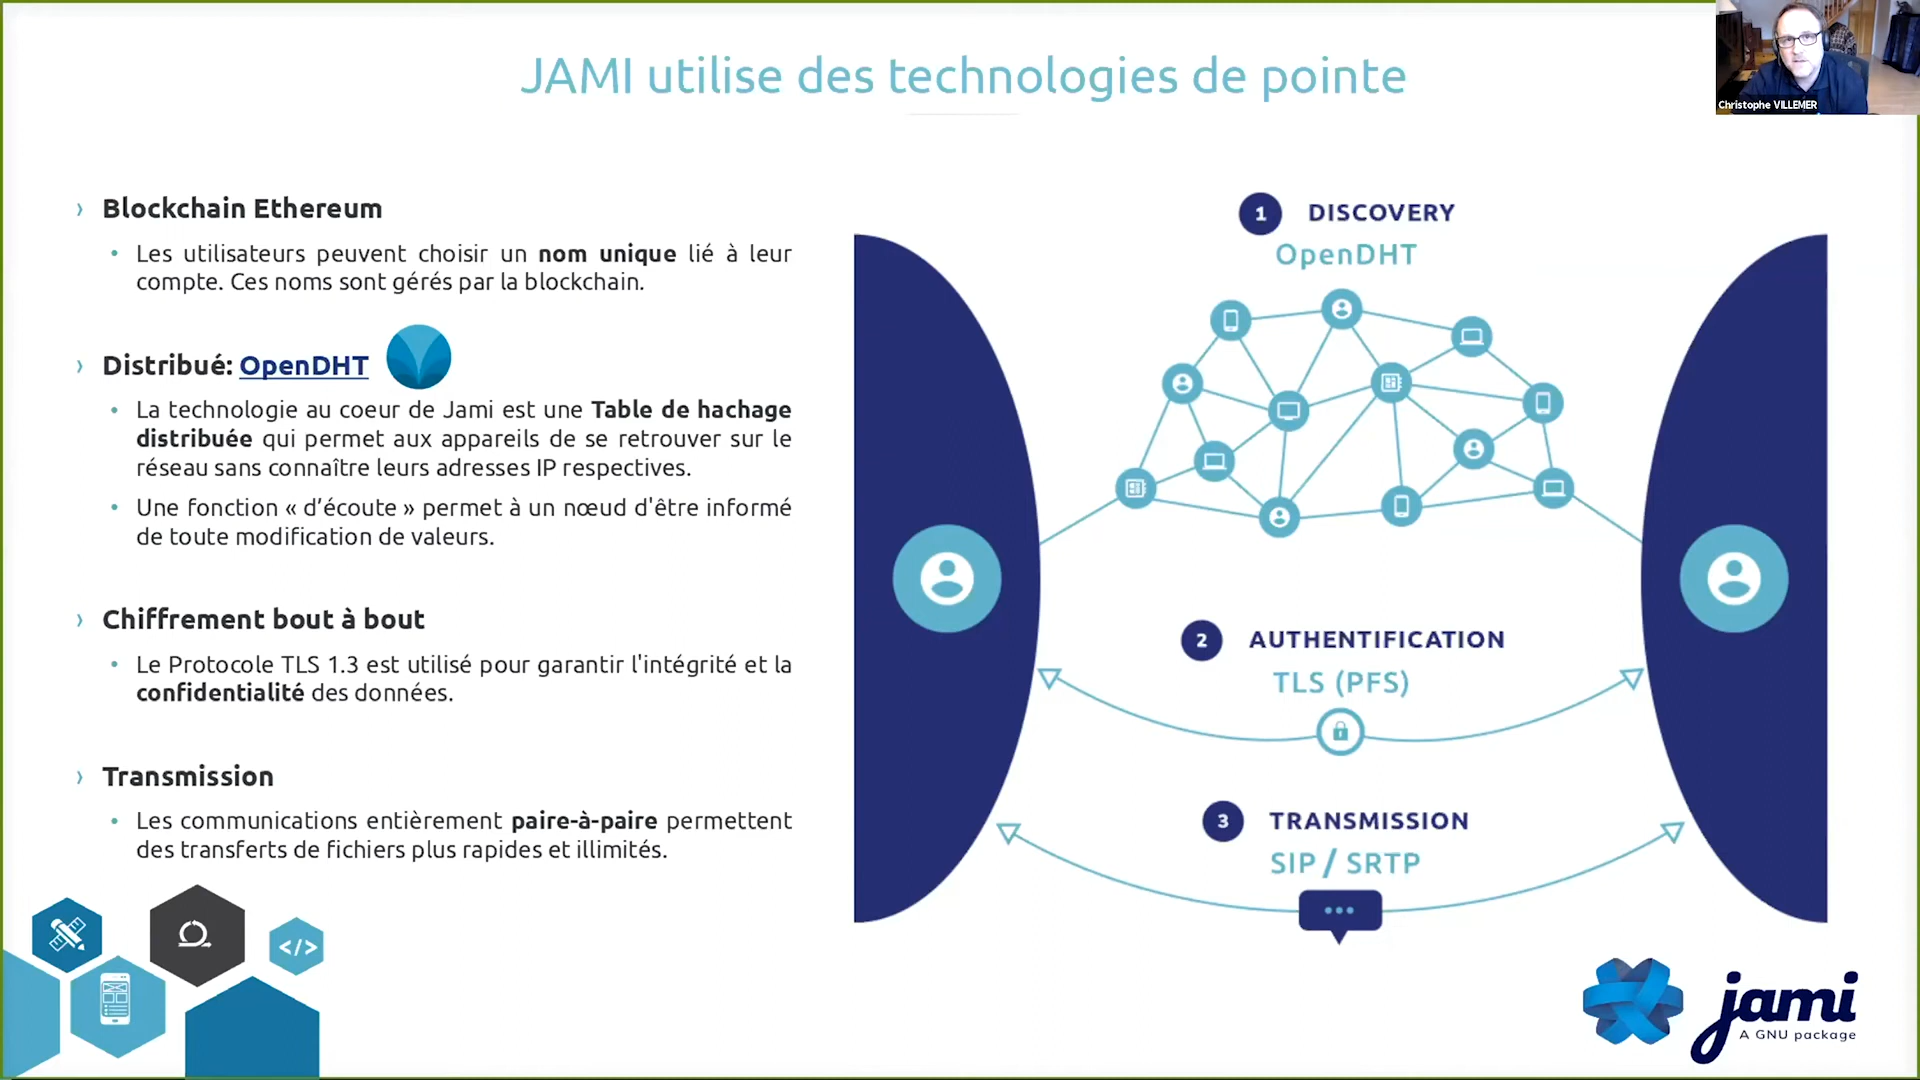 JAMI utilise des technologies de pointe
Christophe VILLEMER
› Blockchain Ethereum
• Les utilisateurs peuvent choisir un nom unique lié à leur
compte. Ces noms sont gérés par la blockchain.
› Distribué: OpenDHT
• La technologie au coeur de Jami est une Table de hachage
distribuée qui permet aux appareils de se retrouver sur le
réseau sans connaître leurs adresses IP respectives.
• Une fonction « d’écoute » permet à un nœud d'être informé
de toute modification de valeurs.
› Chiffrement bout à bout
• Le Protocole TLS 1.3 est utilisé pour garantir l'intégrité et la
confidentialité des données.
› Transmission
• Les communications entièrement paire-à-paire permettent
des transferts de fichiers plus rapides et illimités.
1 DISCOVERY
OpenDHT
2 AUTHENTIFICATION
TLS (PFS)
3 TRANSMISSION
SIP / SRTP
</>
jami
A GNU package